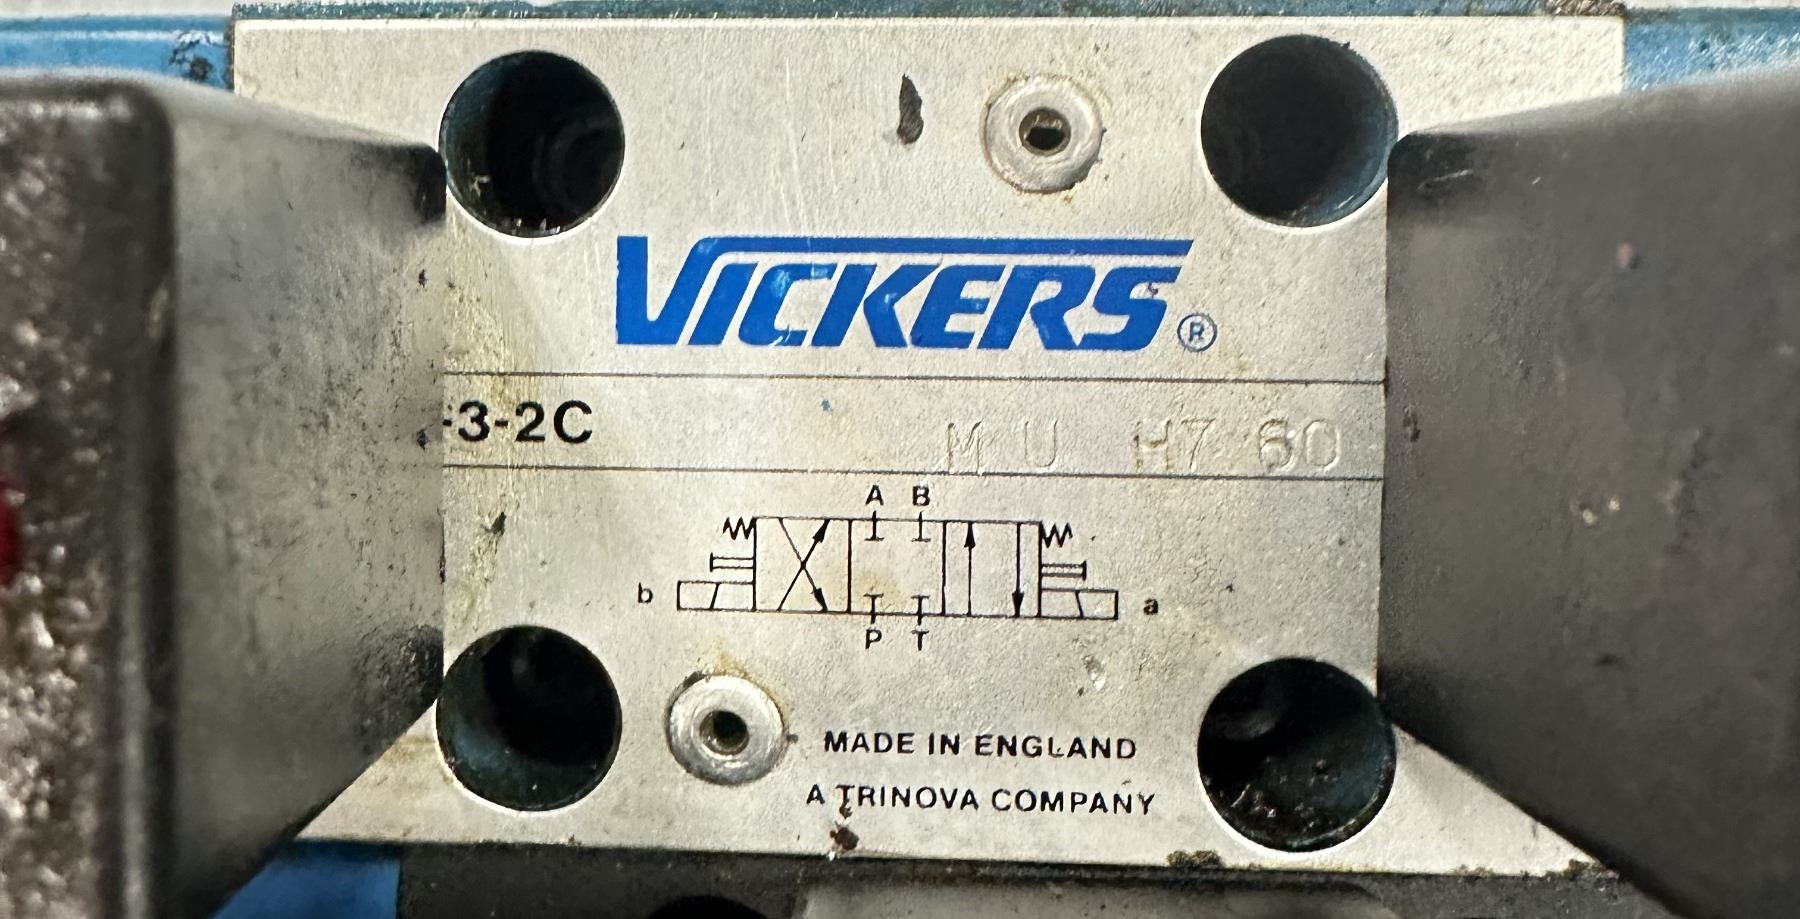 VICKERS®
-3-2C M U H7 60
A B
b a
P T
MADE IN ENGLAND
A TRINOVA COMPANY